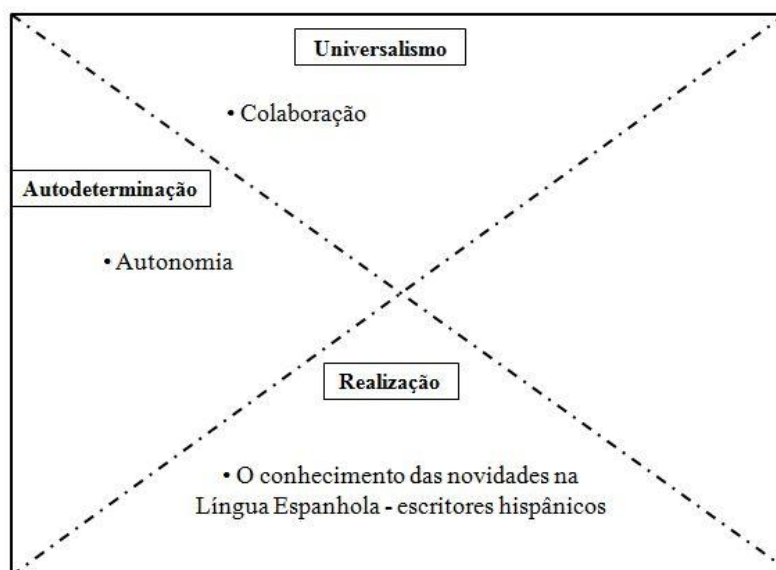 Universalismo
• Colaboração
Autodeterminação
• Autonomia
Realização
• O conhecimento das novidades na
Língua Espanhola - escritores hispânicos